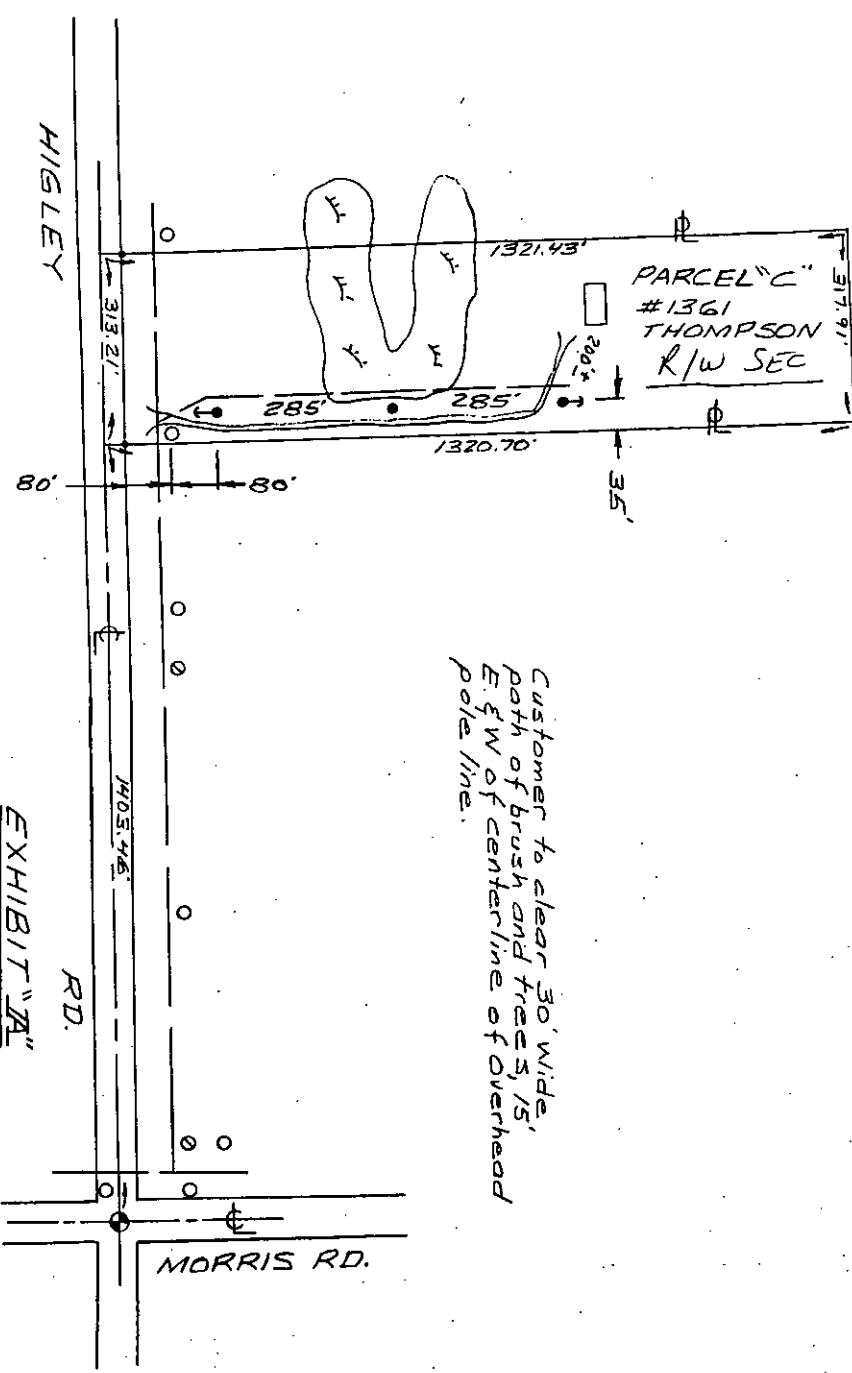 1321.43'
PARCEL "C"
#1361
THOMPSON
R/W SEC
317.91'
200'±
285'
285'
1320.70'
35'
313.21'
80'
80'
HIGLEY
RD.
1403.46'
Customer to clear 30' wide
path of brush and trees, 15'
E. & W of centerline of overhead
pole line.
EXHIBIT "A"
MORRIS RD.